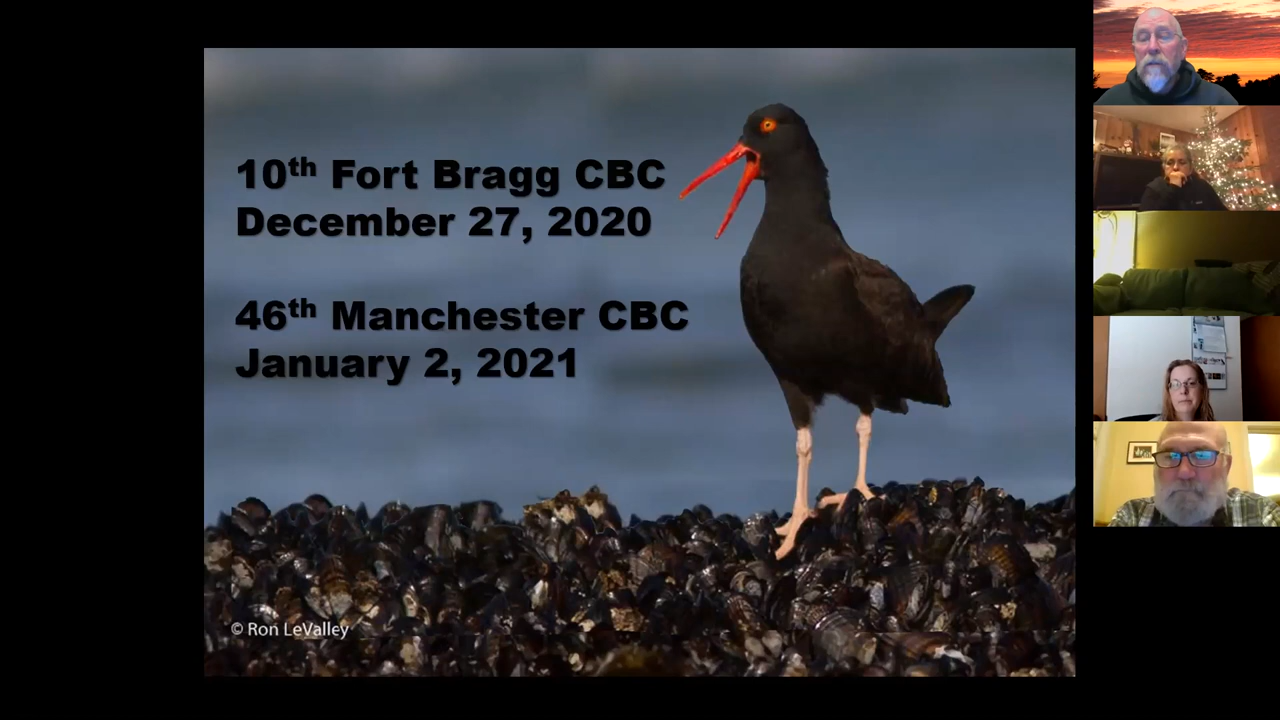 10th Fort Bragg CBC
December 27, 2020
46th Manchester CBC
January 2, 2021
© Ron LeValley